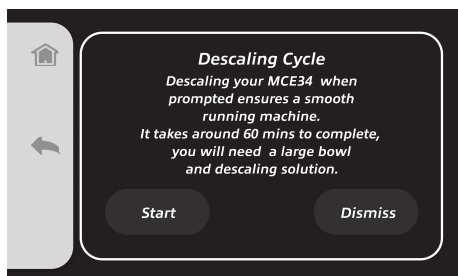 Descaling Cycle
Descaling your MCE34 when
prompted ensures a smooth
running machine.
It takes around 60 mins to complete,
you will need a large bowl
and descaling solution.
Start
Dismiss